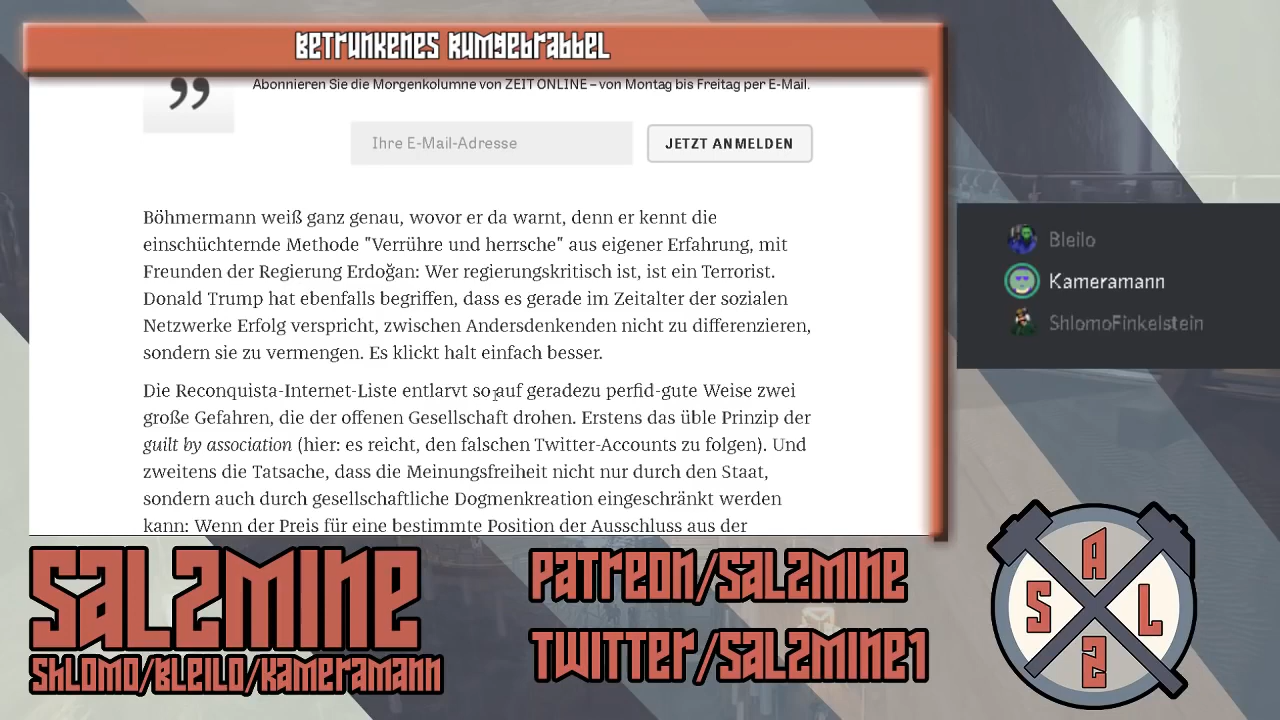 Betrunkenes Rumgebrabbel
Abonnieren Sie die Morgenkolumne von ZEIT ONLINE – von Montag bis Freitag per E-Mail.
Ihre E-Mail-Adresse
JETZT ANMELDEN
Böhmermann weiß ganz genau, wovor er da warnt, denn er kennt die
einschüchternde Methode "Verrühre und herrsche" aus eigener Erfahrung, mit
Freunden der Regierung Erdoğan: Wer regierungskritisch ist, ist ein Terrorist.
Donald Trump hat ebenfalls begriffen, dass es gerade im Zeitalter der sozialen
Netzwerke Erfolg verspricht, zwischen Andersdenkenden nicht zu differenzieren,
sondern sie zu vermengen. Es klickt halt einfach besser.
Die Reconquista-Internet-Liste entlarvt so auf geradezu perfid-gute Weise zwei
große Gefahren, die der offenen Gesellschaft drohen. Erstens das üble Prinzip der
guilt by association (hier: es reicht, den falschen Twitter-Accounts zu folgen). Und
zweitens die Tatsache, dass die Meinungsfreiheit nicht nur durch den Staat,
sondern auch durch gesellschaftliche Dogmenkreation eingeschränkt werden
kann: Wenn der Preis für eine bestimmte Position der Ausschluss aus der
Bleilo
Kameramann
ShlomoFinkelstein
Salzmine
Shlomo/Bleilo/Kameramann
Patreon/Salzmine
Twitter/Salzmine1
A
S L
Z